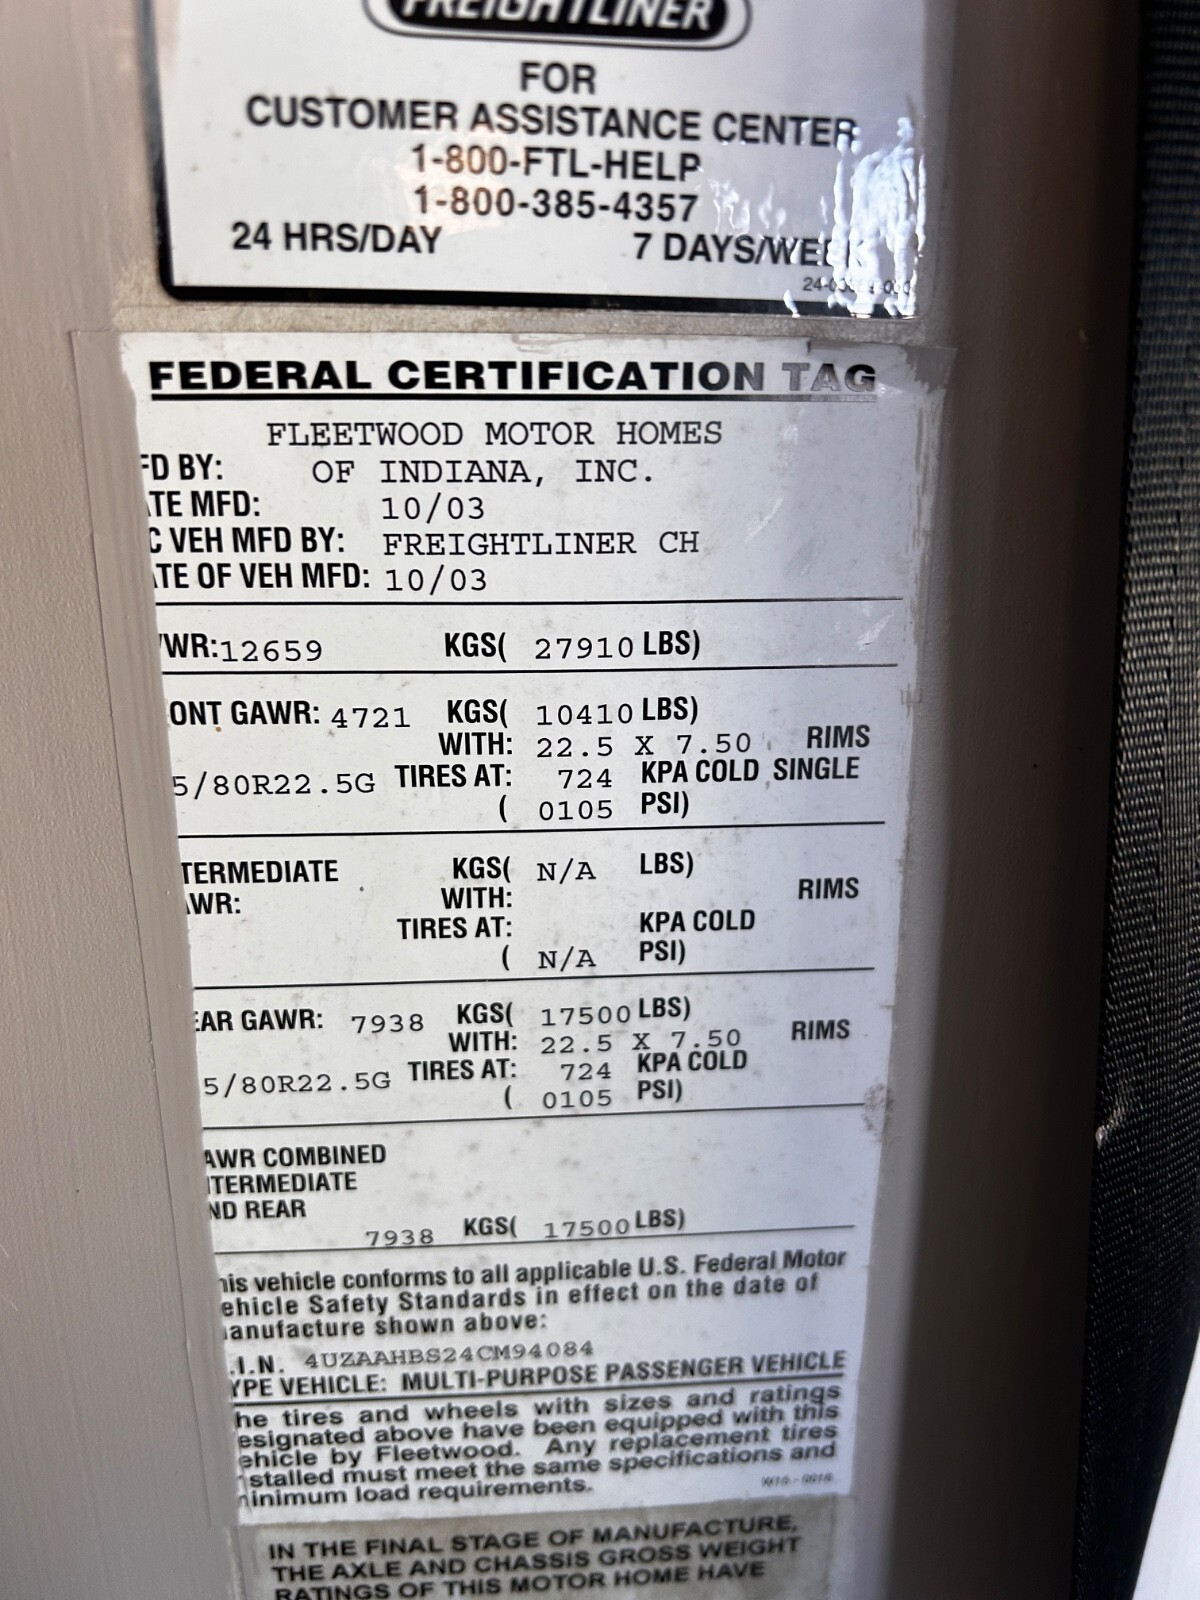 FREIGHTLINER
FOR
CUSTOMER ASSISTANCE CENTER
1-800-FTL-HELP
1-800-385-4357
24 HRS/DAY 7 DAYS/WEEK
FEDERAL CERTIFICATION TAG
FLEETWOOD MOTOR HOMES
FD BY: OF INDIANA, INC.
TE MFD: 10/03
C VEH MFD BY: FREIGHTLINER CH
TE OF VEH MFD: 10/03
VWR:12659 KGS( 27910 LBS)
ONT GAWR: 4721 KGS( 10410 LBS)
WITH: 22.5 X 7.50 RIMS
5/80R22.5G TIRES AT: 724 KPA COLD SINGLE
( 0105 PSI)
TERMEDIATE KGS( N/A LBS)
AWR: WITH: RIMS
TIRES AT: KPA COLD
( N/A PSI)
EAR GAWR: 7938 KGS( 17500 LBS)
WITH: 22.5 X 7.50 RIMS
5/80R22.5G TIRES AT: 724 KPA COLD
( 0105 PSI)
AWR COMBINED
TERMEDIATE
ND REAR
7938 KGS( 17500 LBS)
his vehicle conforms to all applicable U.S. Federal Motor
ehicle Safety Standards in effect on the date of
anufacture shown above:
.I.N. 4UZAAHBS24CM94084
YPE VEHICLE: MULTI-PURPOSE PASSENGER VEHICLE
he tires and wheels with sizes and ratings
esignated above have been equipped with this
ehicle by Fleetwood. Any replacement tires
stalled must meet the same specifications and
inimum load requirements.
IN THE FINAL STAGE OF MANUFACTURE,
THE AXLE AND CHASSIS GROSS WEIGHT
RATINGS OF THIS MOTOR HOME HAVE